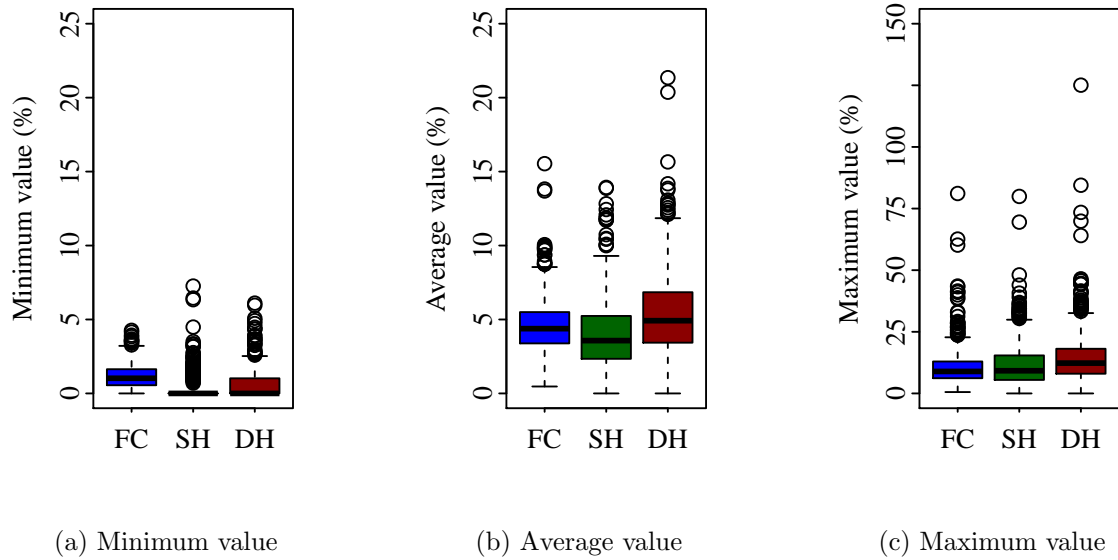 Minimum value (%)
0 5 10 15 20 25
FC SH DH
(a) Minimum value
Average value (%)
0 5 10 15 20 25
FC SH DH
(b) Average value
Maximum value (%)
0 25 50 75 100 150
FC SH DH
(c) Maximum value